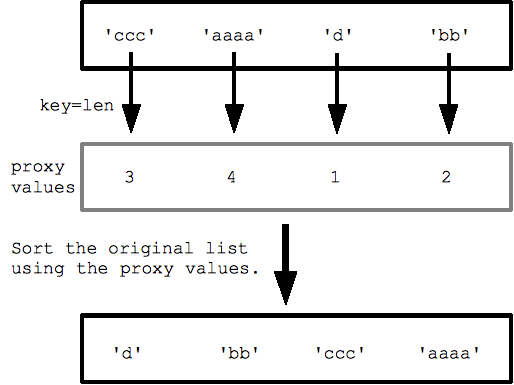 'ccc' 'aaaa' 'd' 'bb'
key=len
proxy
values
3 4 1 2
Sort the original list
using the proxy values.
'd' 'bb' 'ccc' 'aaaa'